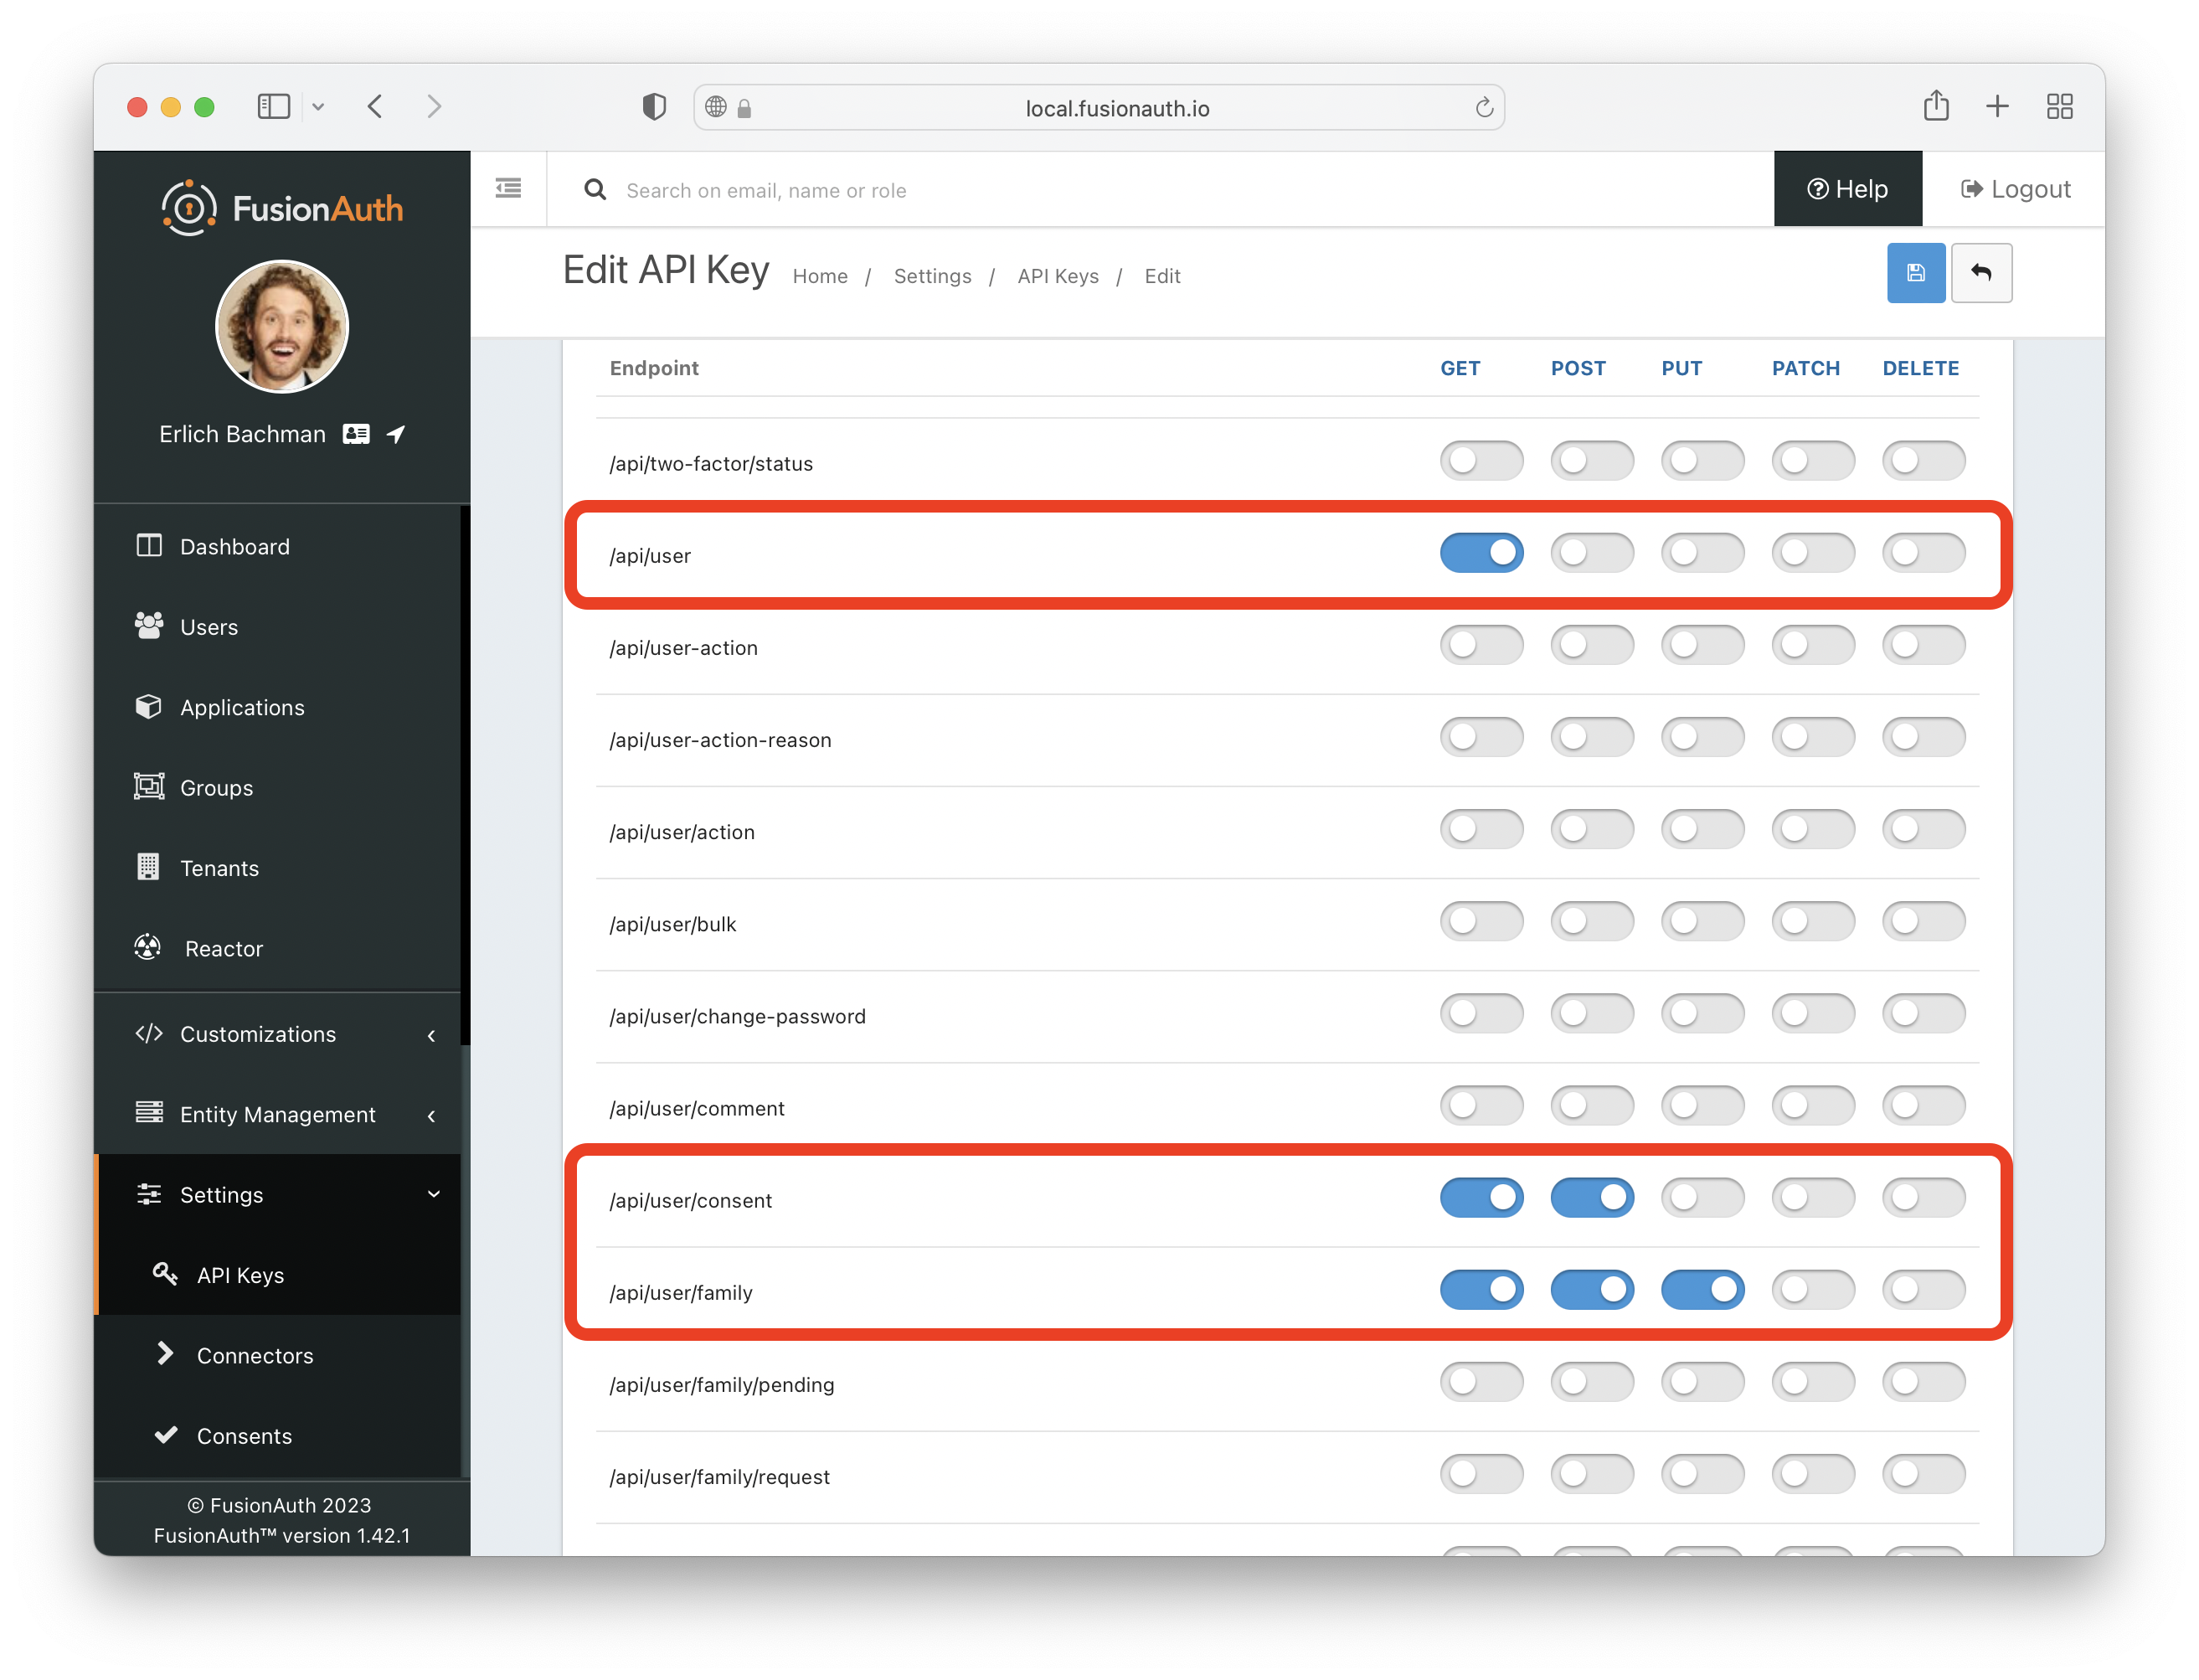 local.fusionauth.io
FusionAuth
Search on email, name or role
Help
Logout
Edit API Key
Home / Settings / API Keys / Edit
Erlich Bachman
Dashboard
Users
Applications
Groups
Tenants
Reactor
Customizations
Entity Management
Settings
API Keys
Connectors
Consents
© FusionAuth 2023
FusionAuth™ version 1.42.1
Endpoint GET POST PUT PATCH DELETE
/api/two-factor/status
/api/user
/api/user-action
/api/user-action-reason
/api/user/action
/api/user/bulk
/api/user/change-password
/api/user/comment
/api/user/consent
/api/user/family
/api/user/family/pending
/api/user/family/request